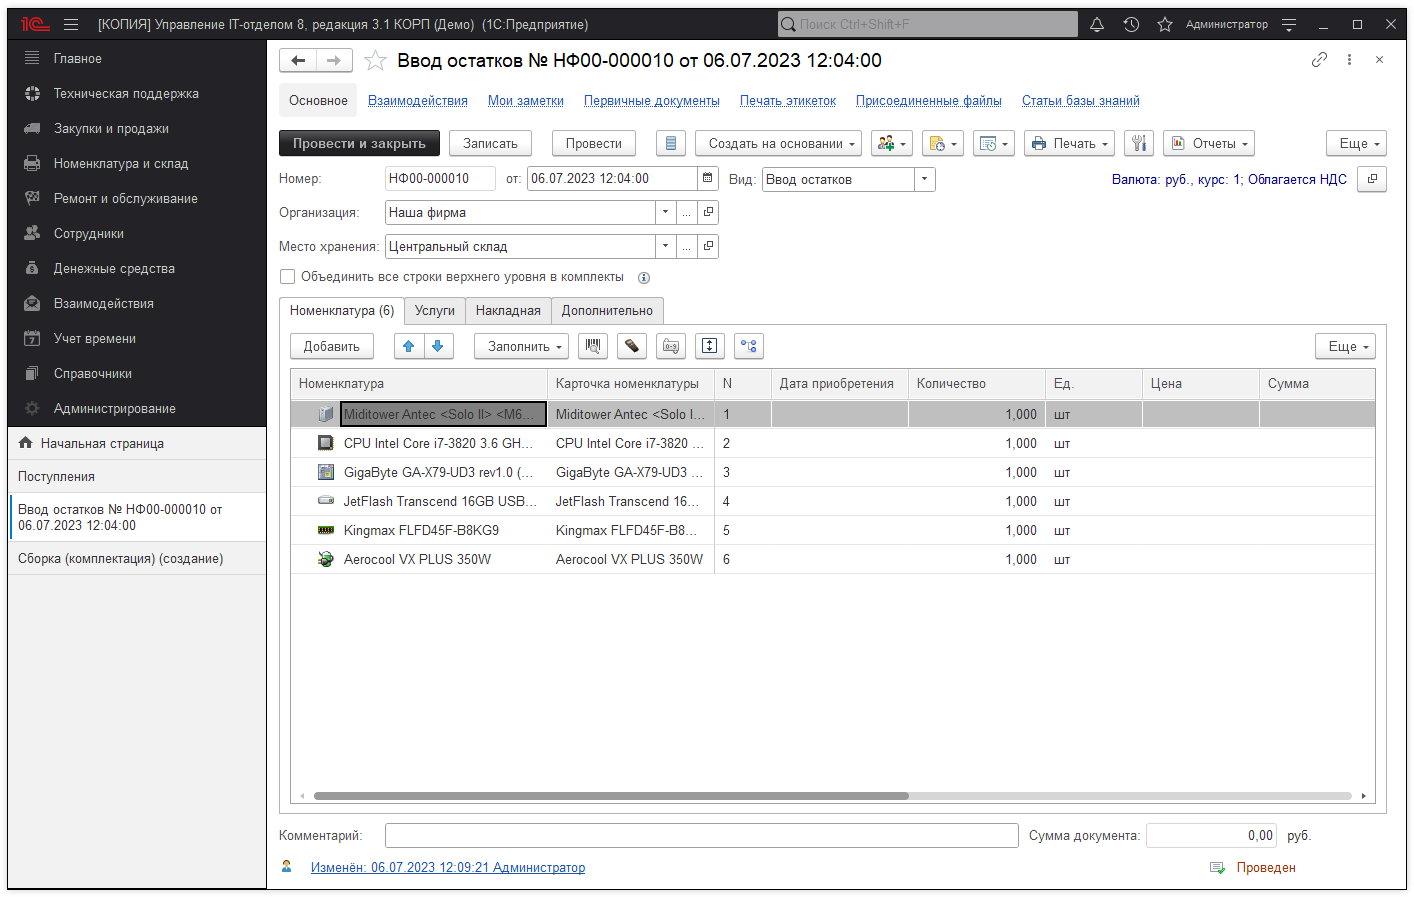 1С [КОПИЯ] Управление IT-отделом 8, редакция 3.1 КОРП (Демо) (1С:Предприятие) Поиск Ctrl+Shift+F Администратор
Главное
Техническая поддержка
Закупки и продажи
Номенклатура и склад
Ремонт и обслуживание
Сотрудники
Денежные средства
Взаимодействия
Учет времени
Справочники
Администрирование
Начальная страница
Поступления
Ввод остатков № НФ00-000010 от
06.07.2023 12:04:00
Сборка (комплектация) (создание)
Ввод остатков № НФ00-000010 от 06.07.2023 12:04:00
Основное Взаимодействия Мои заметки Первичные документы Печать этикеток Присоединенные файлы Статьи базы знаний
Провести и закрыть Записать Провести Создать на основании Печать Отчеты Еще
Номер: НФ00-000010 от: 06.07.2023 12:04:00 Вид: Ввод остатков Валюта: руб., курс: 1; Облагается НДС
Организация: Наша фирма ...
Место хранения: Центральный склад ...
Объединить все строки верхнего уровня в комплекты
Номенклатура (6) Услуги Накладная Дополнительно
Добавить Заполнить Еще
Номенклатура Карточка номенклатуры N Дата приобретения Количество Ед. Цена Сумма
Miditower Antec <Solo II> <M6... Miditower Antec <Solo I... 1 1,000 шт
CPU Intel Core i7-3820 3.6 GH... CPU Intel Core i7-3820 ... 2 1,000 шт
GigaByte GA-X79-UD3 rev1.0 (... GigaByte GA-X79-UD3 ... 3 1,000 шт
JetFlash Transcend 16GB USB... JetFlash Transcend 16... 4 1,000 шт
Kingmax FLFD45F-B8KG9 Kingmax FLFD45F-B8... 5 1,000 шт
Aerocool VX PLUS 350W Aerocool VX PLUS 350W 6 1,000 шт
Комментарий: Сумма документа: 0,00 руб.
Изменён: 06.07.2023 12:09:21 Администратор Проведен